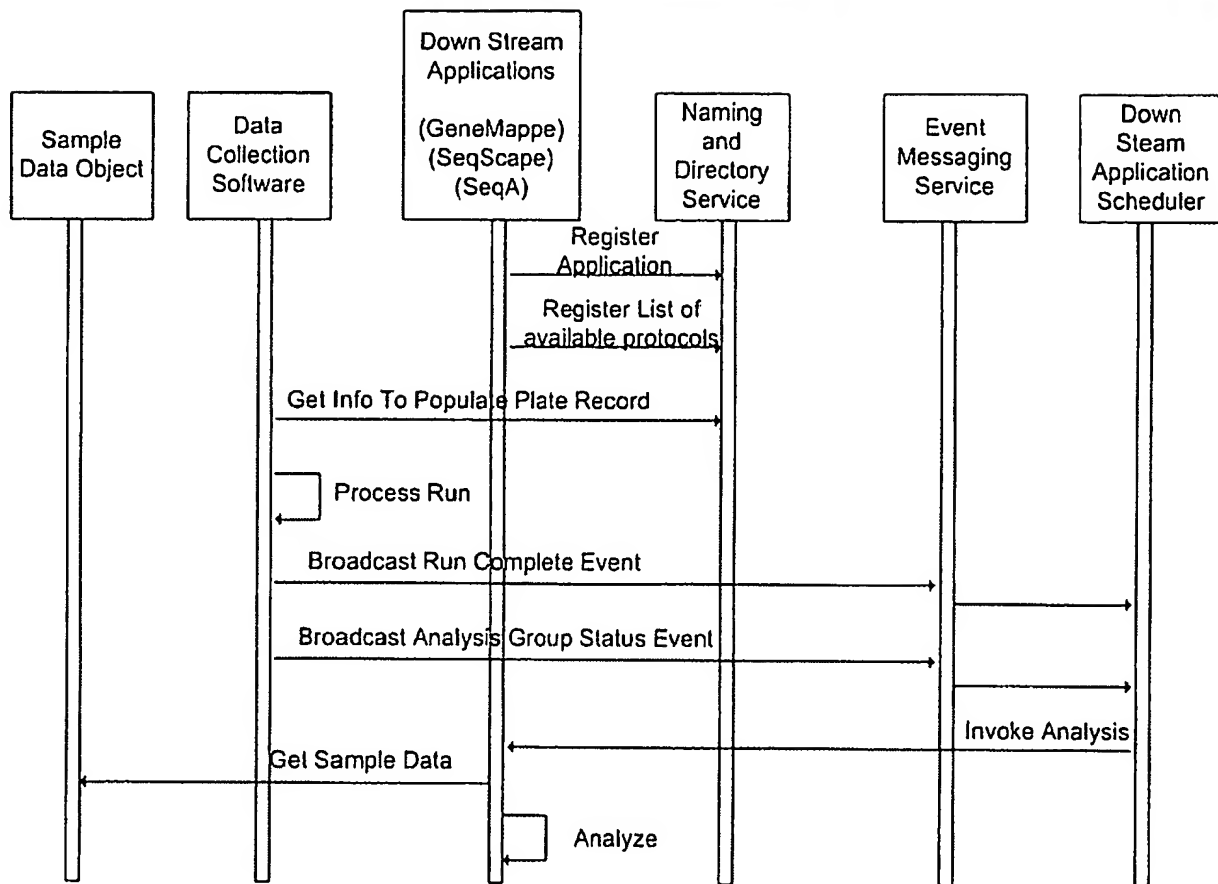 Sample
Data Object
Data
Collection
Software
Down Stream
Applications
(GeneMappe)
(SeqScape)
(SeqA)
Naming
and
Directory
Service
Event
Messaging
Service
Down
Steam
Application
Scheduler
Register
Application
Register List of
available protocols
Get Info To Populate Plate Record
Process Run
Broadcast Run Complete Event
Broadcast Analysis Group Status Event
Invoke Analysis
Get Sample Data
Analyze